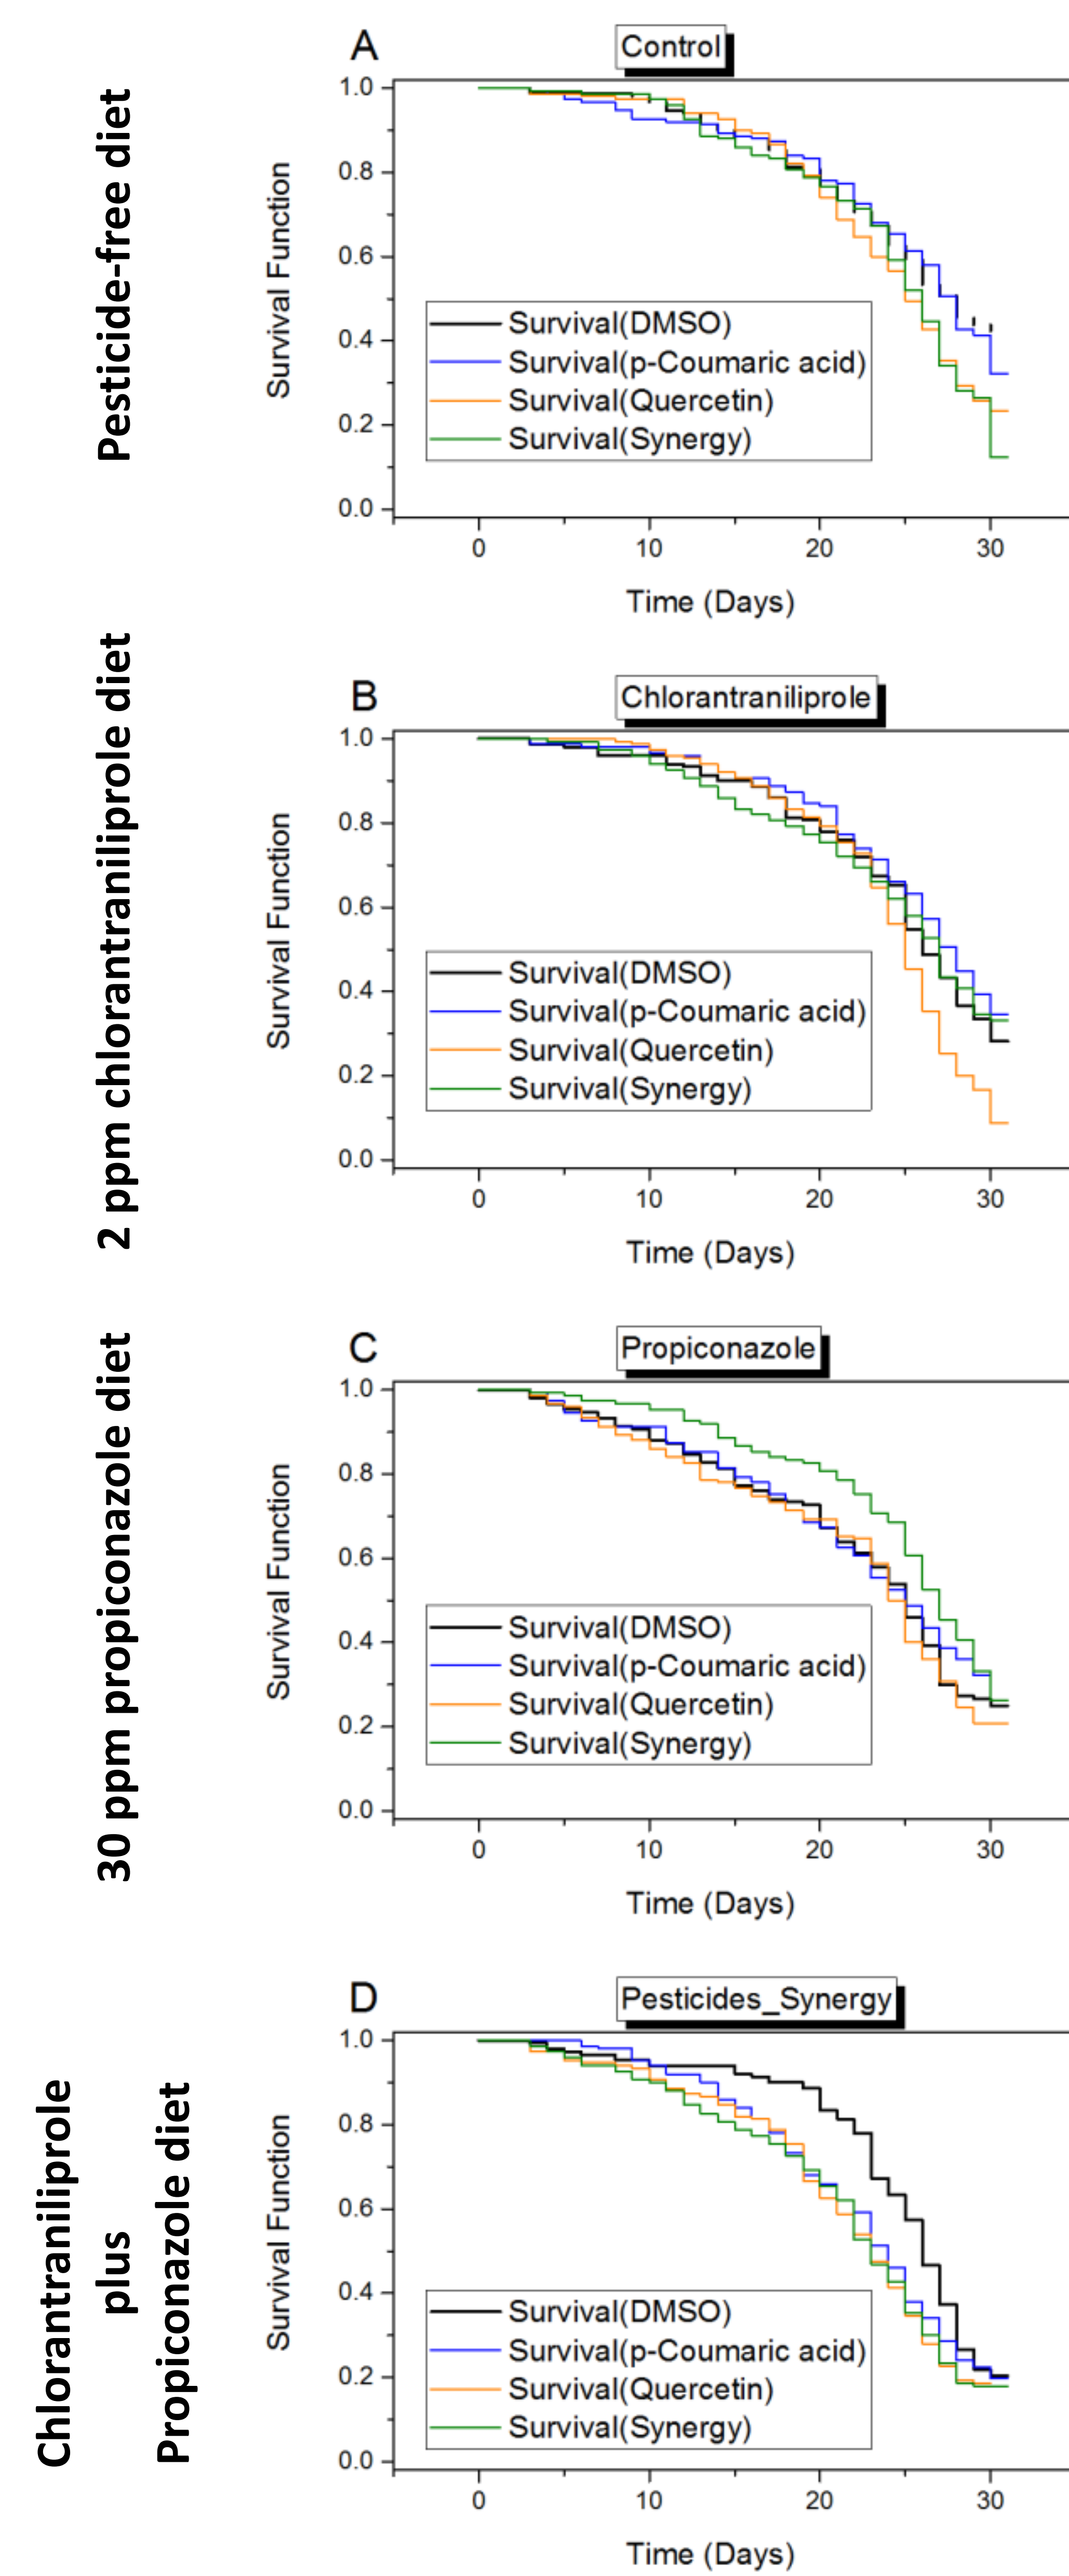 Pesticide-free diet
A
Control
1.0
0.8
0.6
0.4
0.2
0.0
Survival Function
Survival(DMSO)
Survival(p-Coumaric acid)
Survival(Quercetin)
Survival(Synergy)
0 10 20 30
Time (Days)
2 ppm chlorantraniliprole diet
B
Chlorantraniliprole
1.0
0.8
0.6
0.4
0.2
0.0
Survival Function
Survival(DMSO)
Survival(p-Coumaric acid)
Survival(Quercetin)
Survival(Synergy)
0 10 20 30
Time (Days)
30 ppm propiconazole diet
C
Propiconazole
1.0
0.8
0.6
0.4
0.2
0.0
Survival Function
Survival(DMSO)
Survival(p-Coumaric acid)
Survival(Quercetin)
Survival(Synergy)
0 10 20 30
Time (Days)
Chlorantraniliprole
plus
Propiconazole diet
D
Pesticides_Synergy
1.0
0.8
0.6
0.4
0.2
0.0
Survival Function
Survival(DMSO)
Survival(p-Coumaric acid)
Survival(Quercetin)
Survival(Synergy)
0 10 20 30
Time (Days)